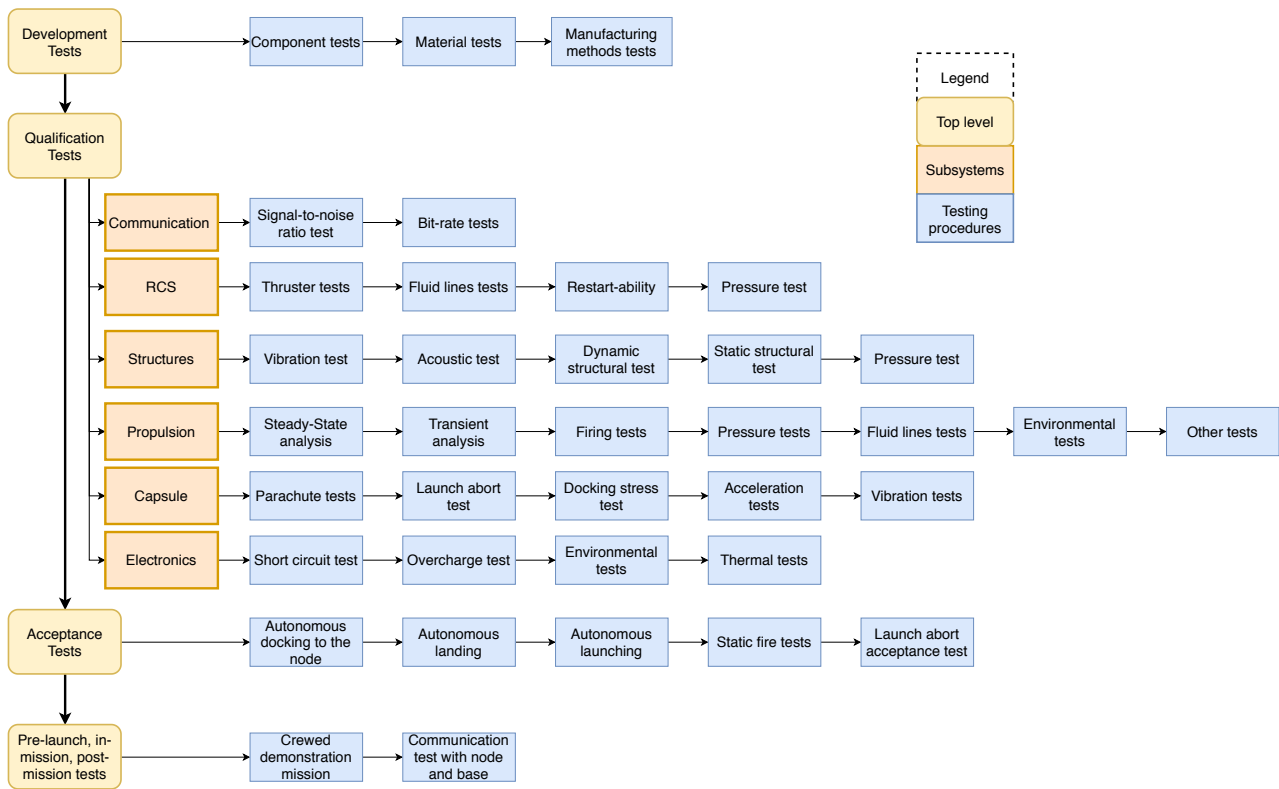 Development
Tests
Component tests
Material tests
Manufacturing
methods tests
Legend
Top level
Subsystems
Testing
procedures
Qualification
Tests
Communication
Signal-to-noise
ratio test
Bit-rate tests
RCS
Thruster tests
Fluid lines tests
Restart-ability
Pressure test
Structures
Vibration test
Acoustic test
Dynamic
structural test
Static structural
test
Pressure test
Propulsion
Steady-State
analysis
Transient
analysis
Firing tests
Pressure tests
Fluid lines tests
Environmental
tests
Other tests
Capsule
Parachute tests
Launch abort
test
Docking stress
test
Acceleration
tests
Vibration tests
Electronics
Short circuit test
Overcharge test
Environmental
tests
Thermal tests
Acceptance
Tests
Autonomous
docking to the
node
Autonomous
landing
Autonomous
launching
Static fire tests
Launch abort
acceptance test
Pre-launch, in-
mission, post-
mission tests
Crewed
demonstration
mission
Communication
test with node
and base